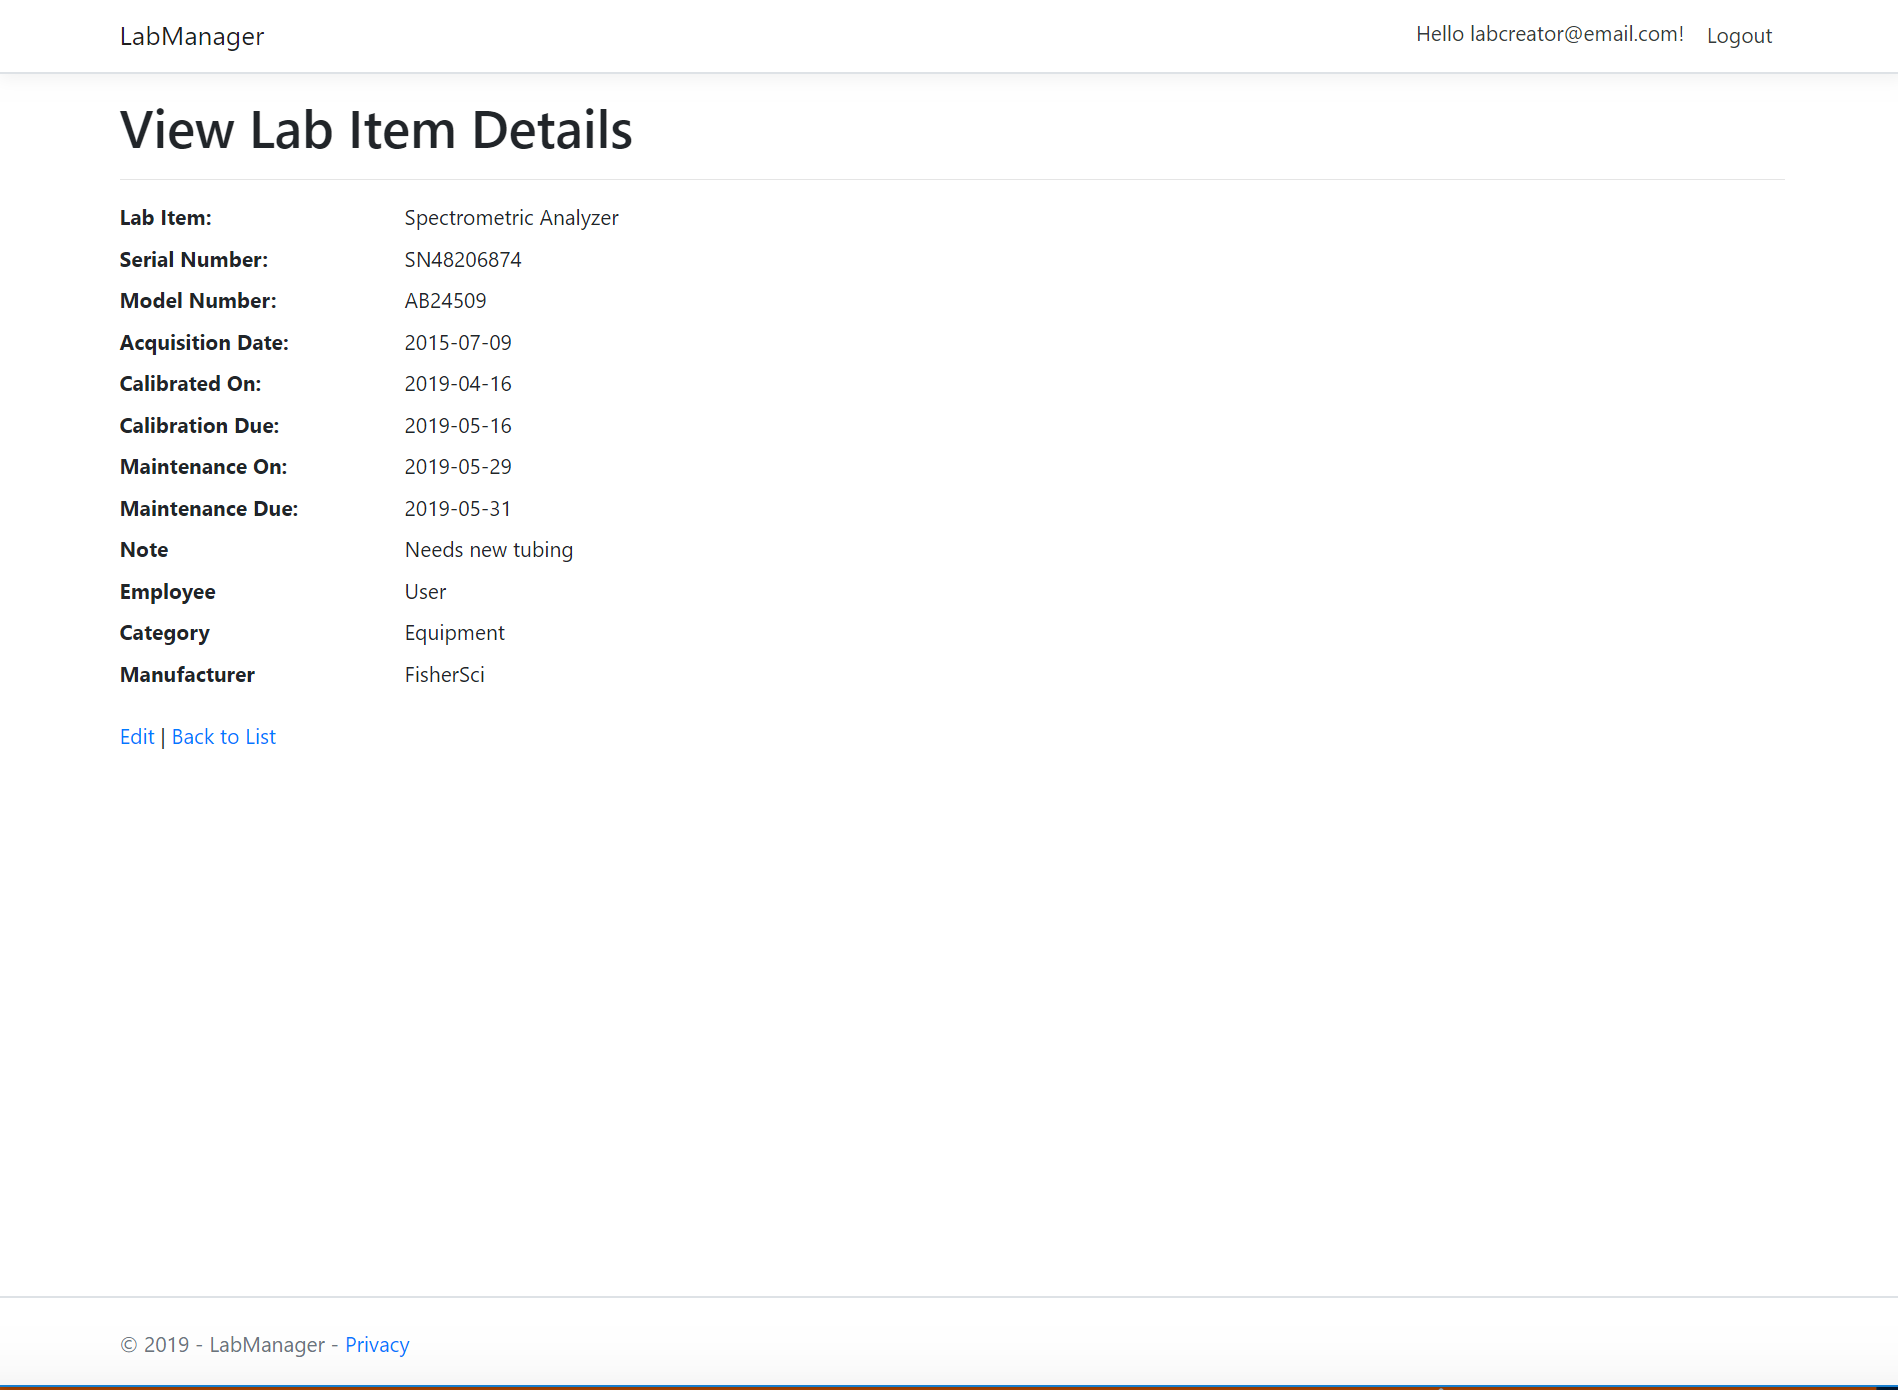 LabManager Hello labcreator@email.com! Logout
View Lab Item Details
Lab Item: Spectrometric Analyzer
Serial Number: SN48206874
Model Number: AB24509
Acquisition Date: 2015-07-09
Calibrated On: 2019-04-16
Calibration Due: 2019-05-16
Maintenance On: 2019-05-29
Maintenance Due: 2019-05-31
Note Needs new tubing
Employee User
Category Equipment
Manufacturer FisherSci
Edit | Back to List
© 2019 - LabManager - Privacy